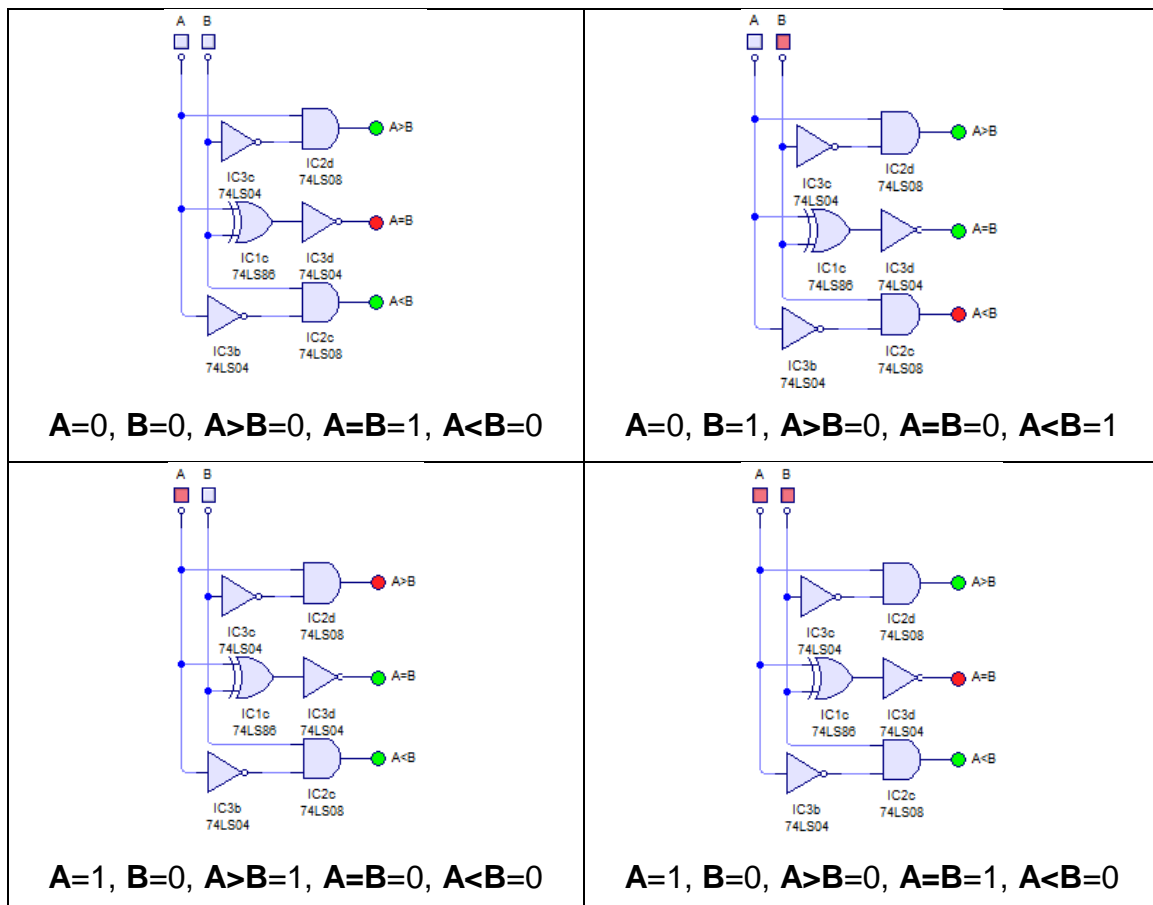 A B
A>B
IC3c
74LS04
IC2d
74LS08
A=B
IC1c
74LS86
IC3d
74LS04
A<B
IC3b
74LS04
IC2c
74LS08
A=0, B=0, A>B=0, A=B=1, A<B=0
A B
A>B
IC3c
74LS04
IC2d
74LS08
A=B
IC1c
74LS86
IC3d
74LS04
A<B
IC3b
74LS04
IC2c
74LS08
A=0, B=1, A>B=0, A=B=0, A<B=1
A B
A>B
IC3c
74LS04
IC2d
74LS08
A=B
IC1c
74LS86
IC3d
74LS04
A<B
IC3b
74LS04
IC2c
74LS08
A=1, B=0, A>B=1, A=B=0, A<B=0
A B
A>B
IC3c
74LS04
IC2d
74LS08
A=B
IC1c
74LS86
IC3d
74LS04
A<B
IC3b
74LS04
IC2c
74LS08
A=1, B=0, A>B=0, A=B=1, A<B=0